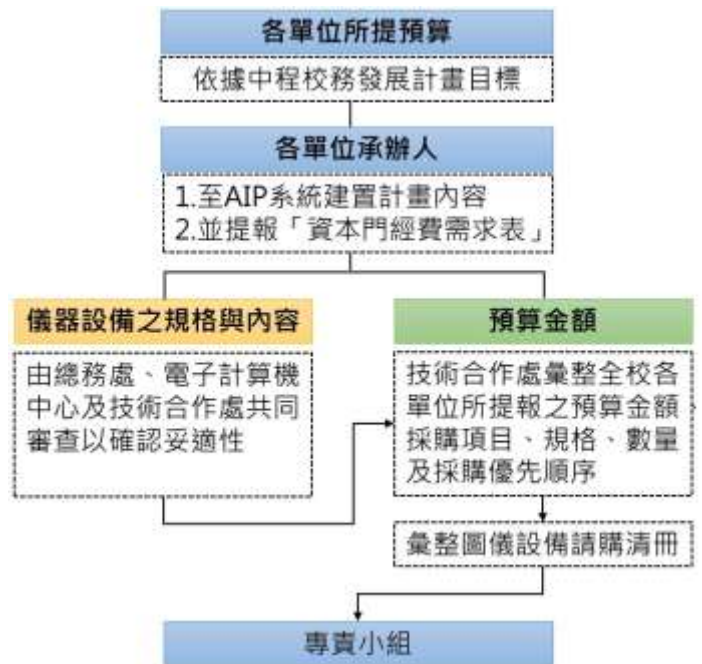 各單位所提預算
依據中程校務發展計畫目標
各單位承辦人
1.至AIP系統建置計畫內容
2.並提報「資本門經費需求表」
儀器設備之規格與內容
由總務處、電子計算機
中心及技術合作處共同
審查以確認妥適性
預算金額
技術合作處彙整全校各
單位所提報之預算金額
採購項目、規格、數量
及採購優先順序
彙整圖儀設備請購清冊
專責小組